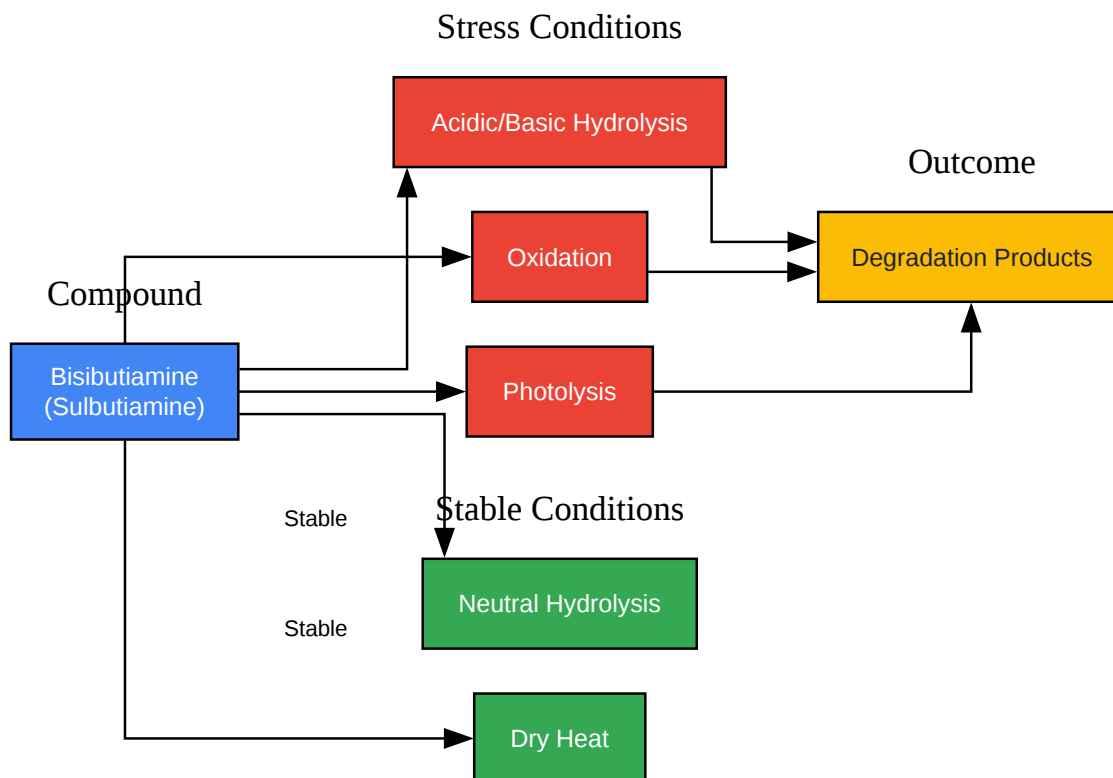 Stress Conditions
Acidic/Basic Hydrolysis
Outcome
Oxidation
Degradation Products
Compound
Bisibutiamine
(Sulbutiamine)
Photolysis
Stable
Stable Conditions
Neutral Hydrolysis
Stable
Dry Heat